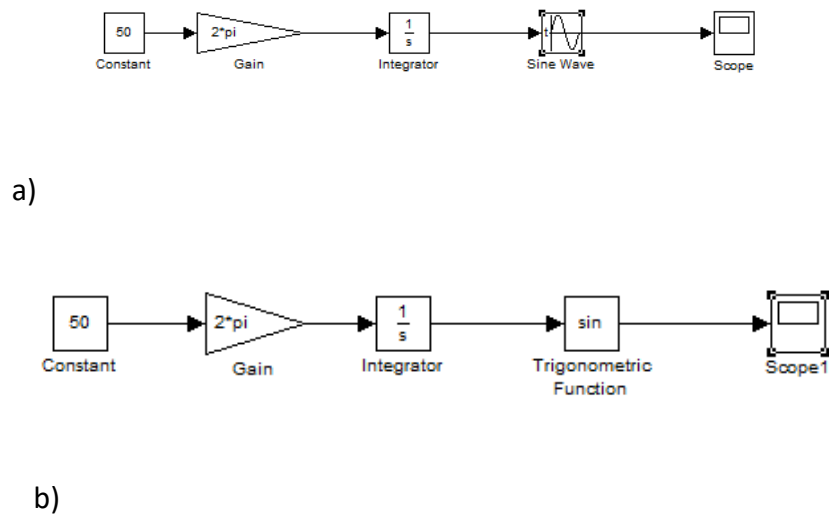 50 2*pi 1 t
s
Constant Gain Integrator Sine Wave Scope
a)
50 2*pi 1 sin
s
Constant Gain Integrator Trigonometric Scope1
Function
b)